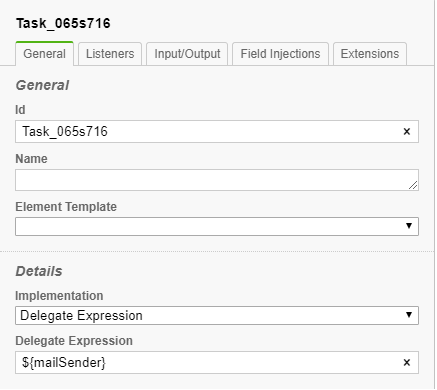 Task_065s716
General Listeners Input/Output Field Injections Extensions
General
Id
Task_065s716 ×
Name
Element Template
Details
Implementation
Delegate Expression
Delegate Expression
${mailSender} ×